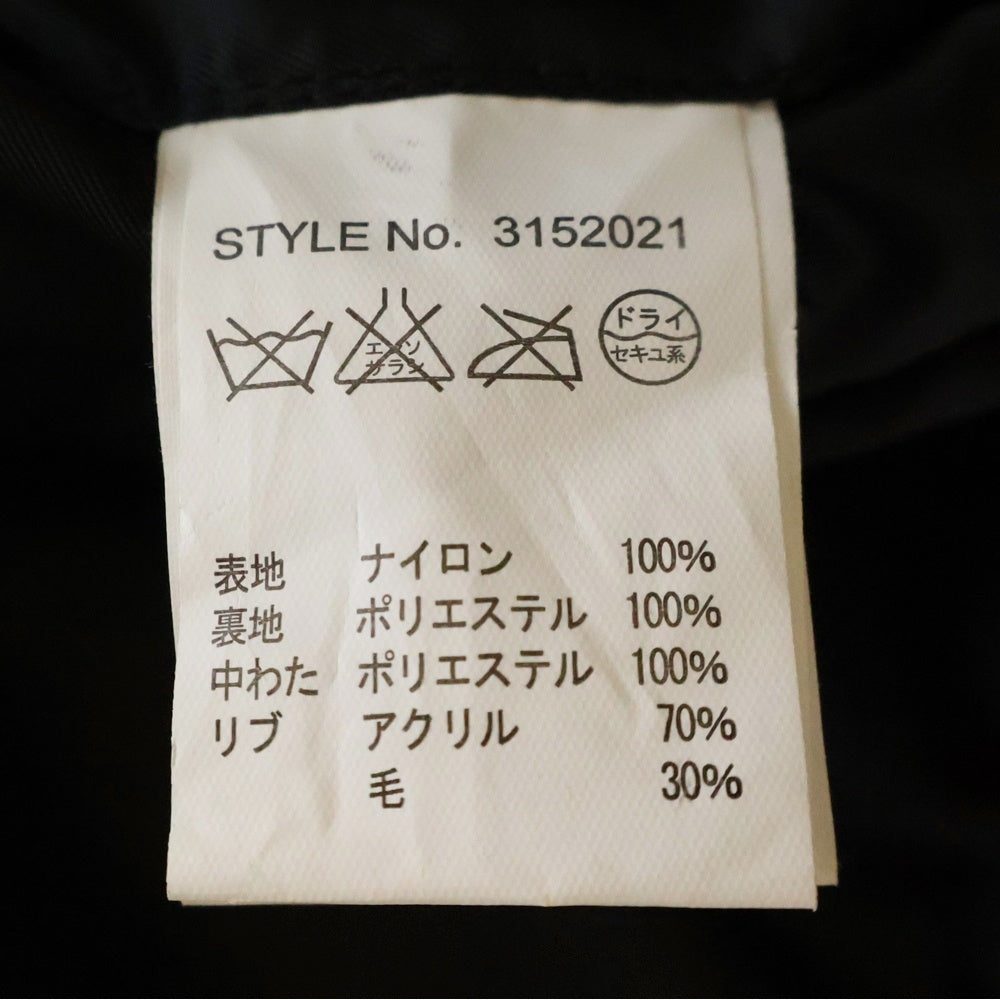 STYLE No. 3152021
エンソ
サラシ
ドライ
セキユ系
表地 ナイロン 100%
裏地 ポリエステル 100%
中わた ポリエステル 100%
リブ アクリル 70%
毛 30%